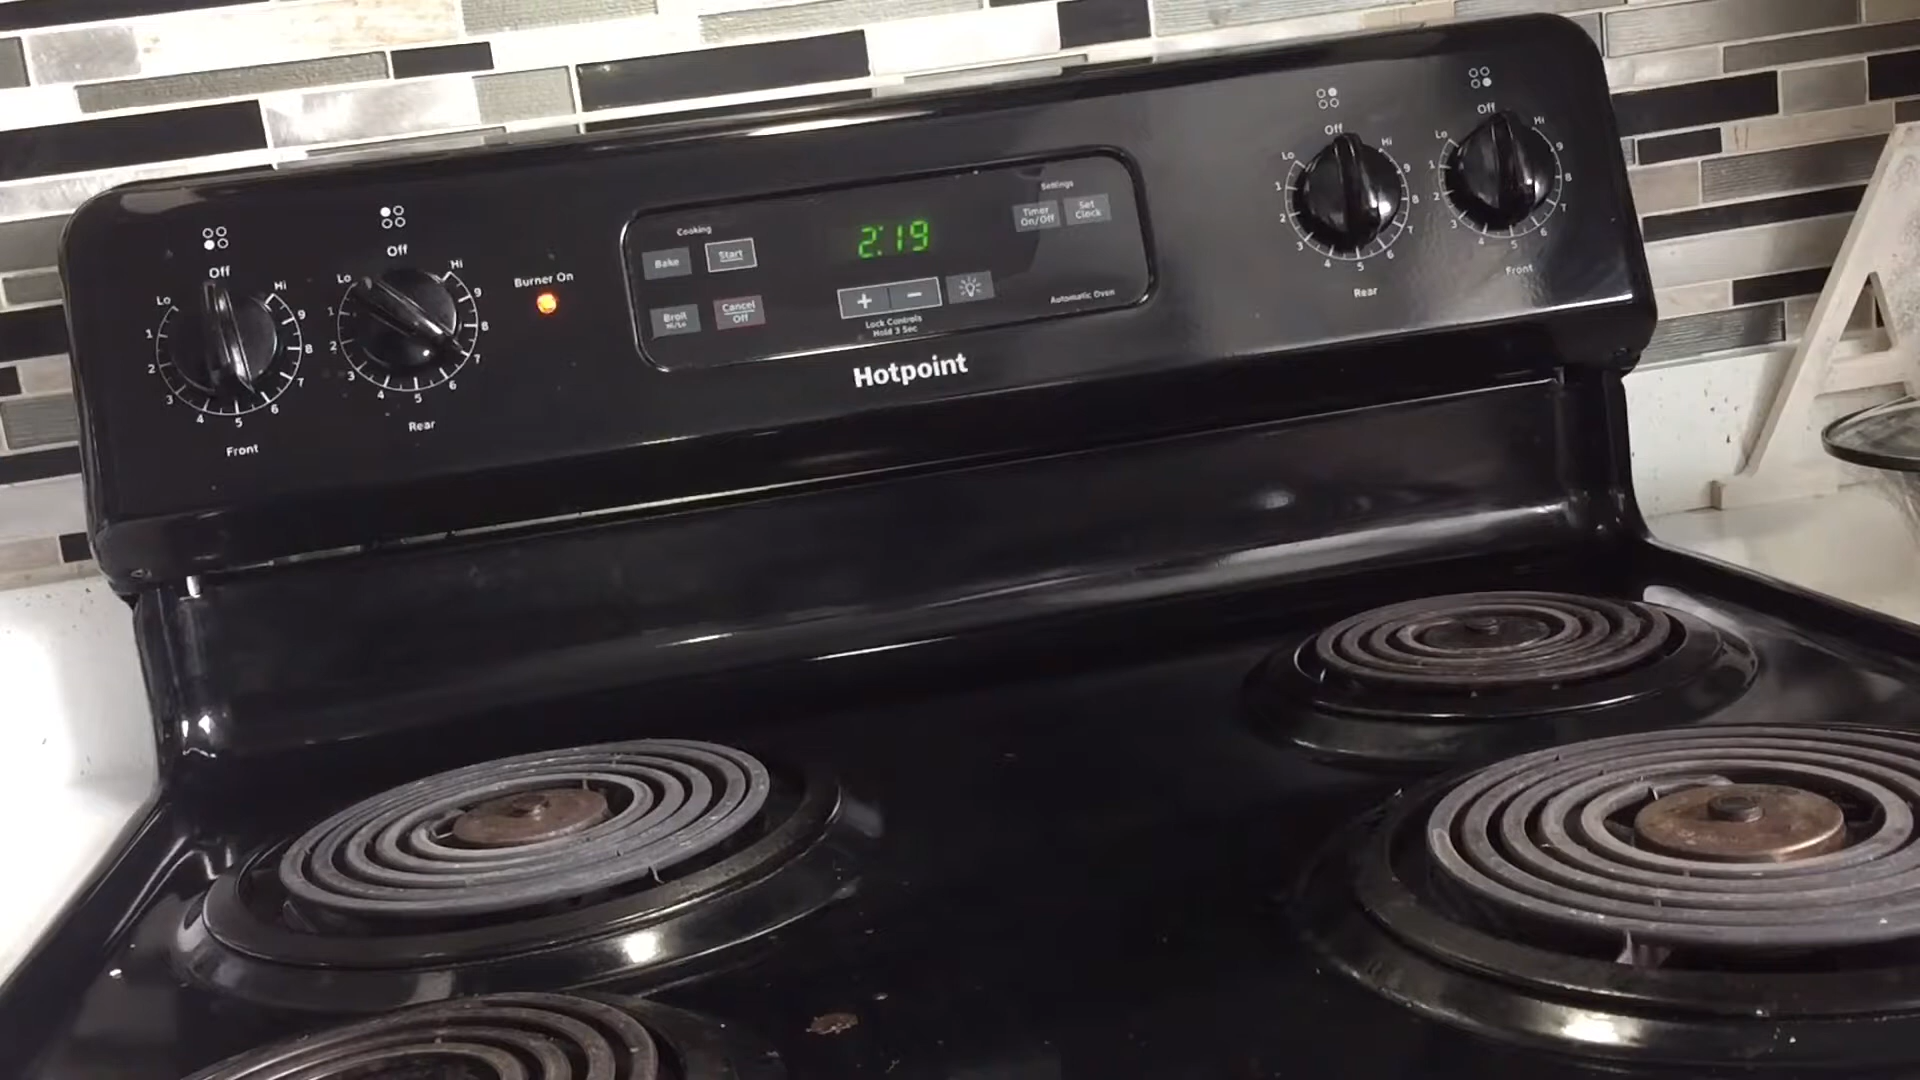 Off
Lo
Hi
1
2
3
4
5
6
7
8
9
Front
Off
Lo
Hi
1
2
3
4
5
6
7
8
9
Rear
Burner On
Cooking
Bake
Start
Broil
Hi/Lo
Cancel
Off
2:19
+ −
Lock Controls
Hold 3 Sec
Settings
Timer
On/Off
Set
Clock
Automatic Oven
Hotpoint
Off
Lo
Hi
1
2
3
4
5
6
7
8
9
Rear
Off
Lo
Hi
1
2
3
4
5
6
7
8
9
Front